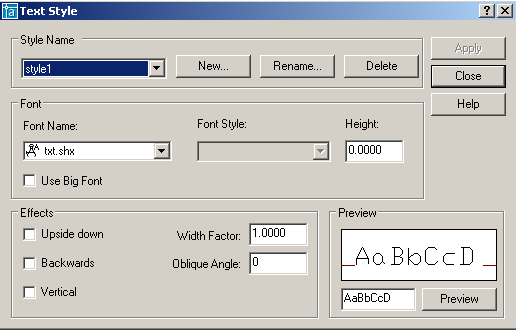 Text Style
Style Name
style1
New...
Rename...
Delete
Apply
Close
Help
Font
Font Name:
Font Style:
Height:
txt.shx
0.0000
Use Big Font
Effects
Upside down
Width Factor:
1.0000
Backwards
Oblique Angle:
0
Vertical
Preview
AaBbCcD
AaBbCcD
Preview